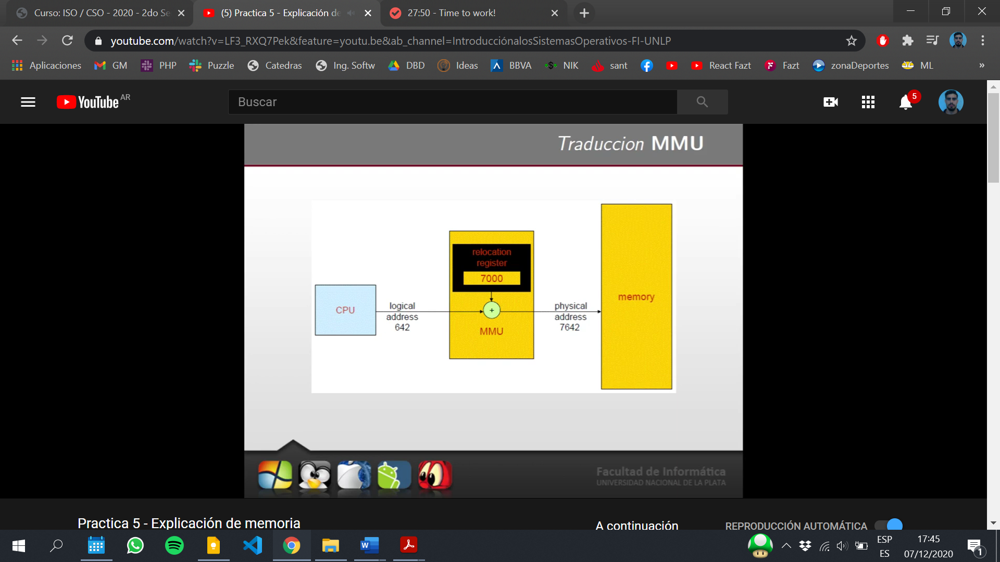 Curso: ISO / CSO - 2020 - 2do Se
(5) Practica 5 - Explicación de
27:50 - Time to work!
youtube.com/watch?v=LF3_RXQ7Pek&feature=youtu.be&ab_channel=IntroducciónalosSistemasOperativos-FI-UNLP
Aplicaciones GM PHP Puzzle Catedras Ing. Softw DBD Ideas BBVA NIK sant React Fazt Fazt zonaDeportes ML »
YouTube AR
Buscar
5
Traduccion MMU
relocation
register
7000
CPU
logical
address
642
+
MMU
physical
address
7642
memory
Facultad de Informática
UNIVERSIDAD NACIONAL DE LA PLATA
Practica 5 - Explicación de memoria
A continuación
REPRODUCCIÓN AUTOMÁTICA
ESP
ES
17:45
07/12/2020
1